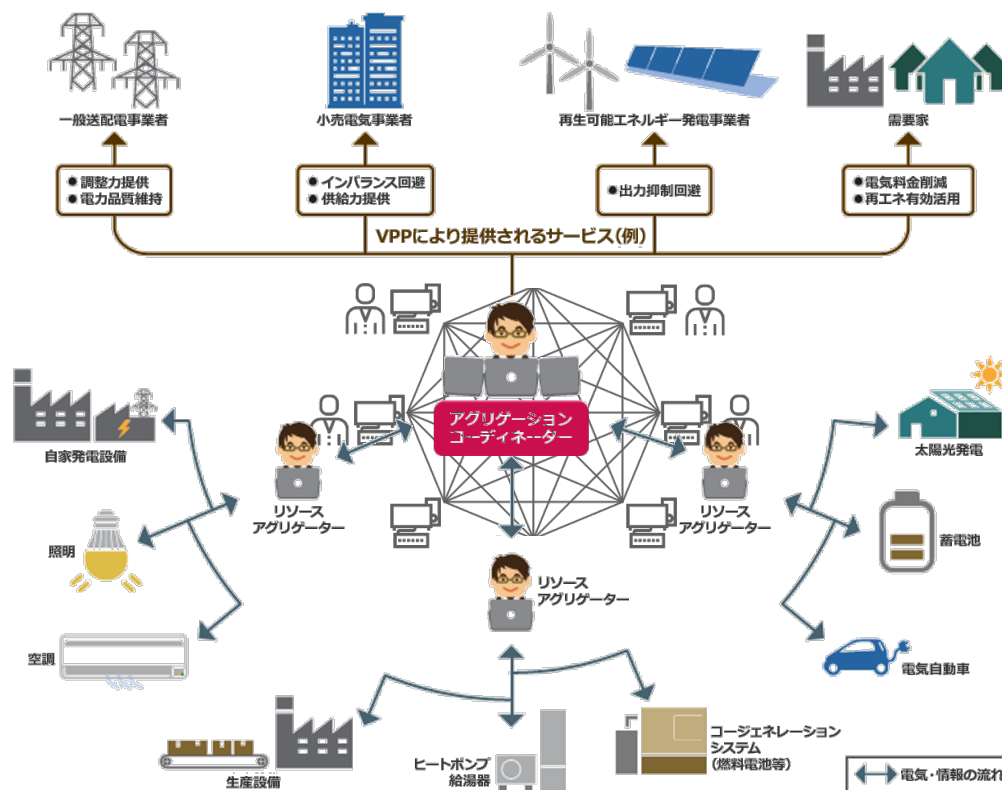 一般送配電事業者
小売電気事業者
再生可能エネルギー発電事業者
需要家
● 調整力提供
● 電力品質維持
● インバランス回避
● 供給力提供
● 出力抑制回避
● 電気料金削減
● 再エネ有効活用
VPPにより提供されるサービス(例)
アグリゲーション
コーディネーター
自家発電設備
リソース
アグリゲーター
リソース
アグリゲーター
太陽光発電
照明
蓄電池
リソース
アグリゲーター
空調
電気自動車
生産設備
ヒートポンプ
給湯器
コージェネレーション
システム
(燃料電池等)
電気・情報の流れ